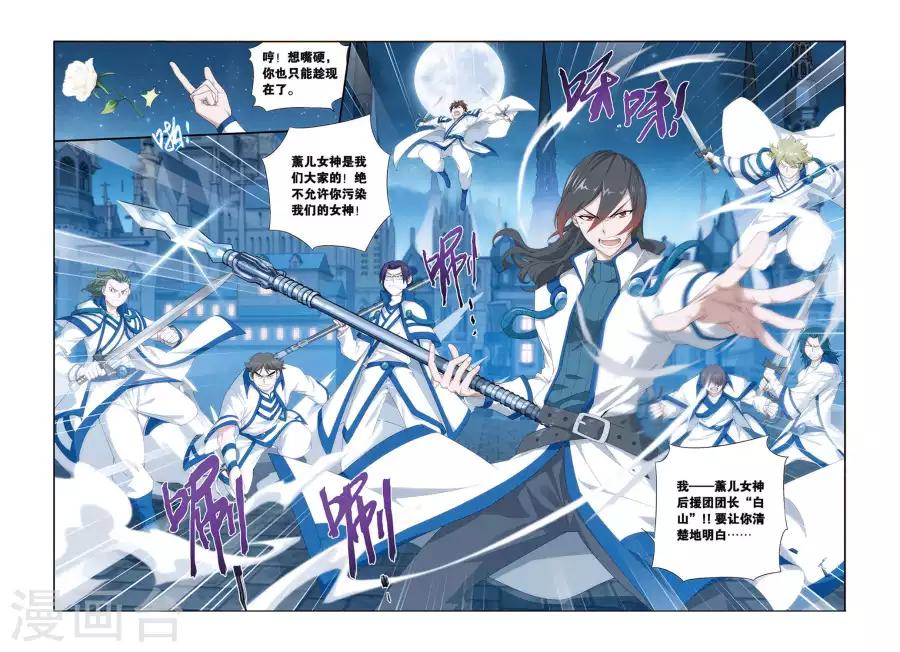 哼！想嘴硬，
你也只能趁现
在了。
啪！
薰儿女神是我
们大家的！绝
不允许你污染
我们的女神！
呀呀！
唰！
唰
唰
我——薰儿女神
后援团团长“白
山”！！要让你清
楚地明白……
漫画台